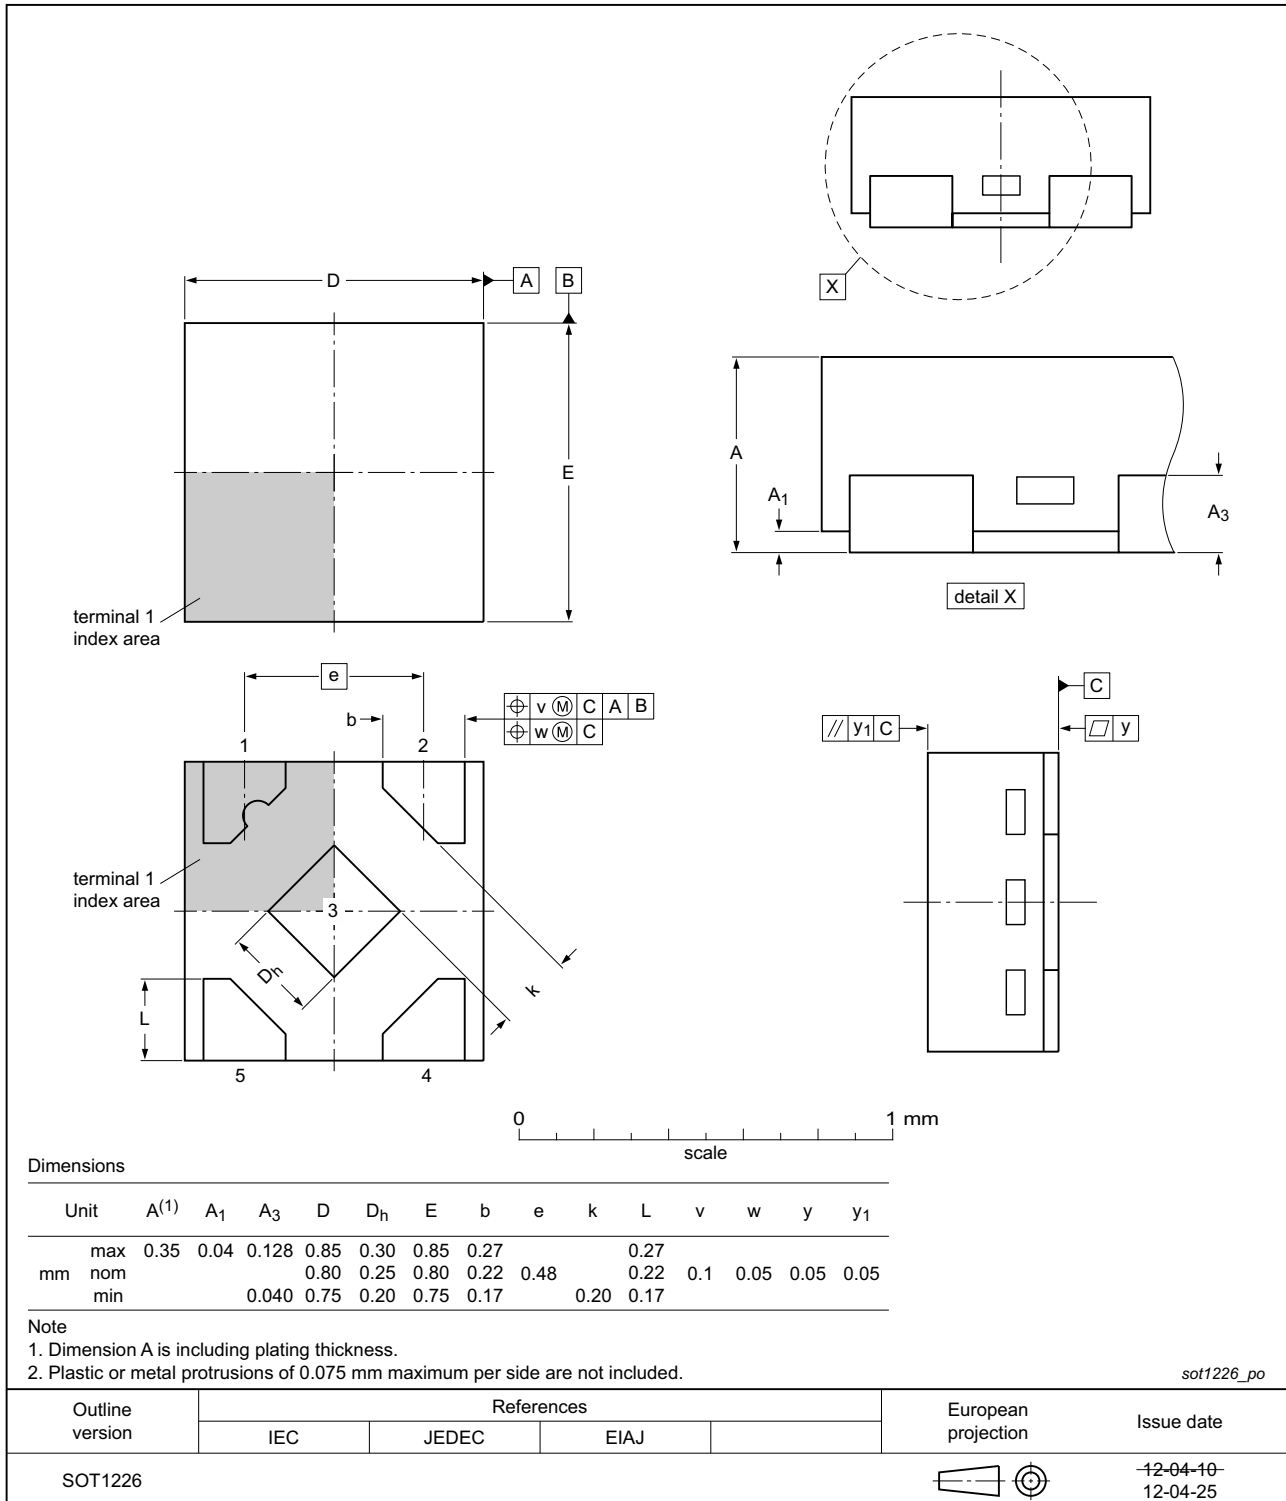 X
D A B
A
E
A1
A3
terminal 1
index area
detail X
e
b
v M C A B
w M C
C
y1 C
y
1 2
terminal 1
index area
3
Dh
k
L
5 4
0 1 mm
scale
Dimensions
Unit A(1) A1 A3 D Dh E b e k L v w y y1
max 0.35 0.04 0.128 0.85 0.30 0.85 0.27 0.27
mm nom 0.80 0.25 0.80 0.22 0.48 0.22 0.1 0.05 0.05 0.05
min 0.040 0.75 0.20 0.75 0.17 0.20 0.17
Note
1. Dimension A is including plating thickness.
2. Plastic or metal protrusions of 0.075 mm maximum per side are not included.
sot1226_po
Outline
version
References
IEC JEDEC EIAJ
European
projection
Issue date
SOT1226
12-04-10
12-04-25